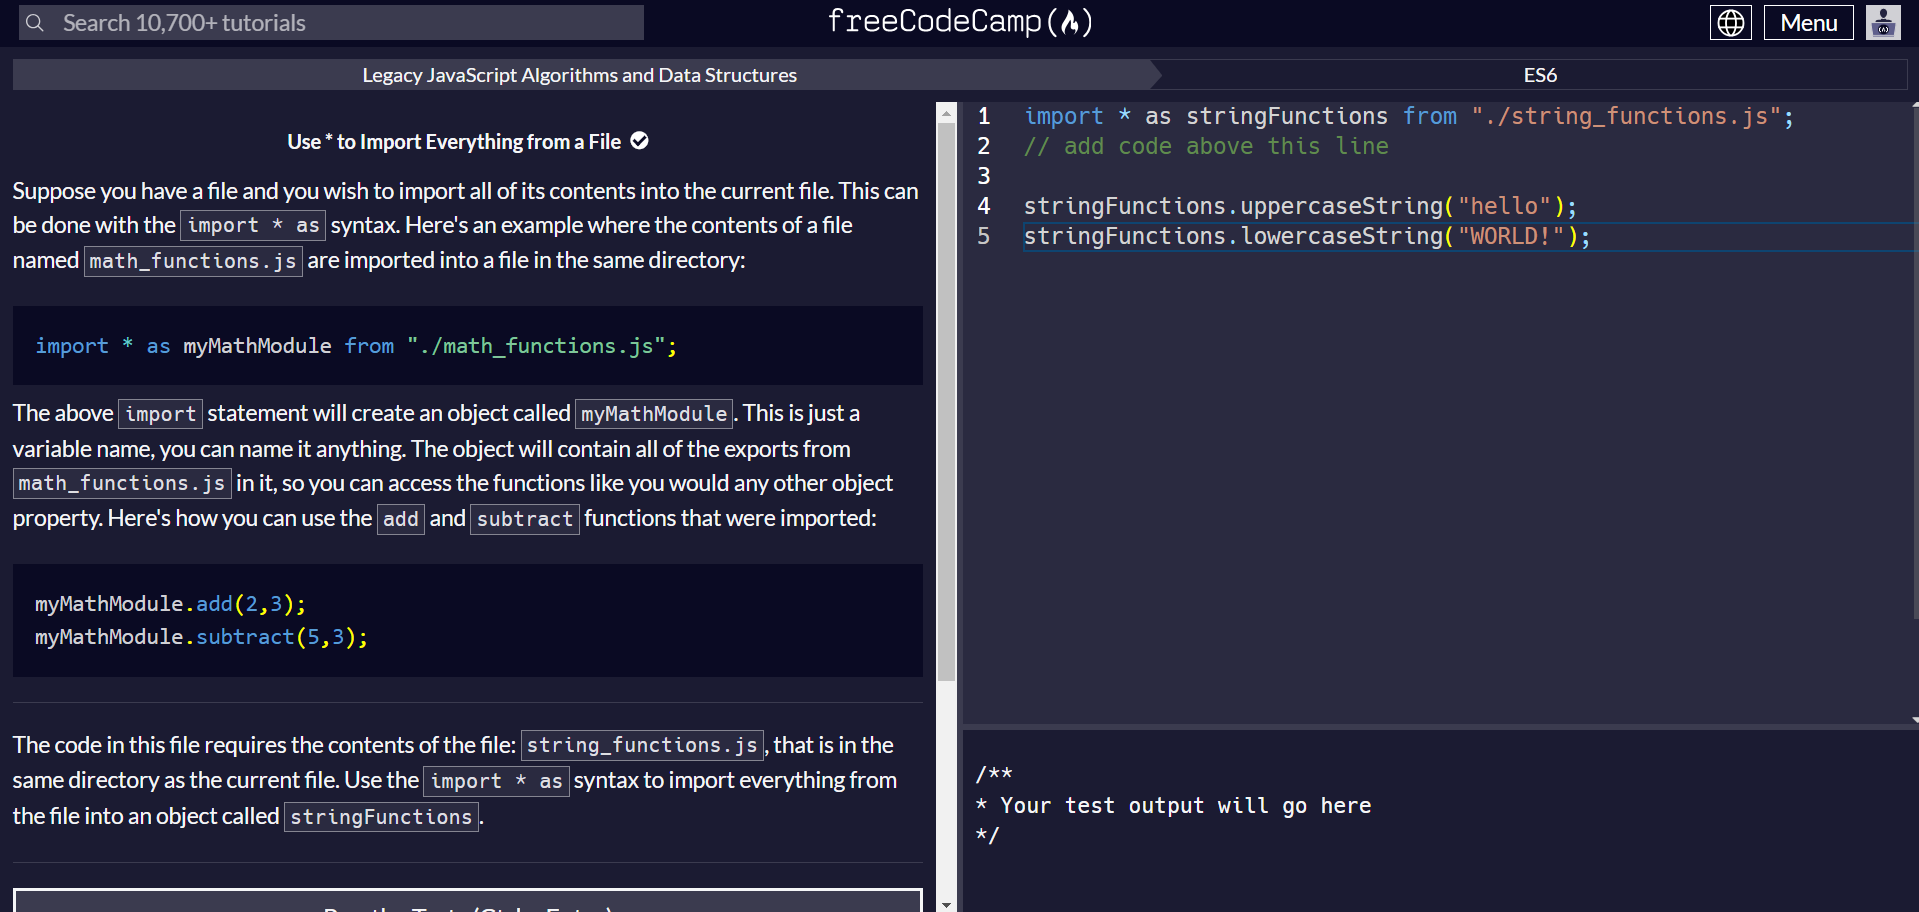 Search 10,700+ tutorials
freeCodeCamp
Menu
Legacy JavaScript Algorithms and Data Structures
ES6
Use * to Import Everything from a File
Suppose you have a file and you wish to import all of its contents into the current file. This can
be done with the import * as syntax. Here's an example where the contents of a file
named math_functions.js are imported into a file in the same directory:
import * as myMathModule from "./math_functions.js";
The above import statement will create an object called myMathModule. This is just a
variable name, you can name it anything. The object will contain all of the exports from
math_functions.js in it, so you can access the functions like you would any other object
property. Here's how you can use the add and subtract functions that were imported:
myMathModule.add(2,3);
myMathModule.subtract(5,3);
The code in this file requires the contents of the file: string_functions.js, that is in the
same directory as the current file. Use the import * as syntax to import everything from
the file into an object called stringFunctions.
1 import * as stringFunctions from "./string_functions.js";
2 // add code above this line
3
4 stringFunctions.uppercaseString("hello");
5 stringFunctions.lowercaseString("WORLD!");
/**
* Your test output will go here
*/